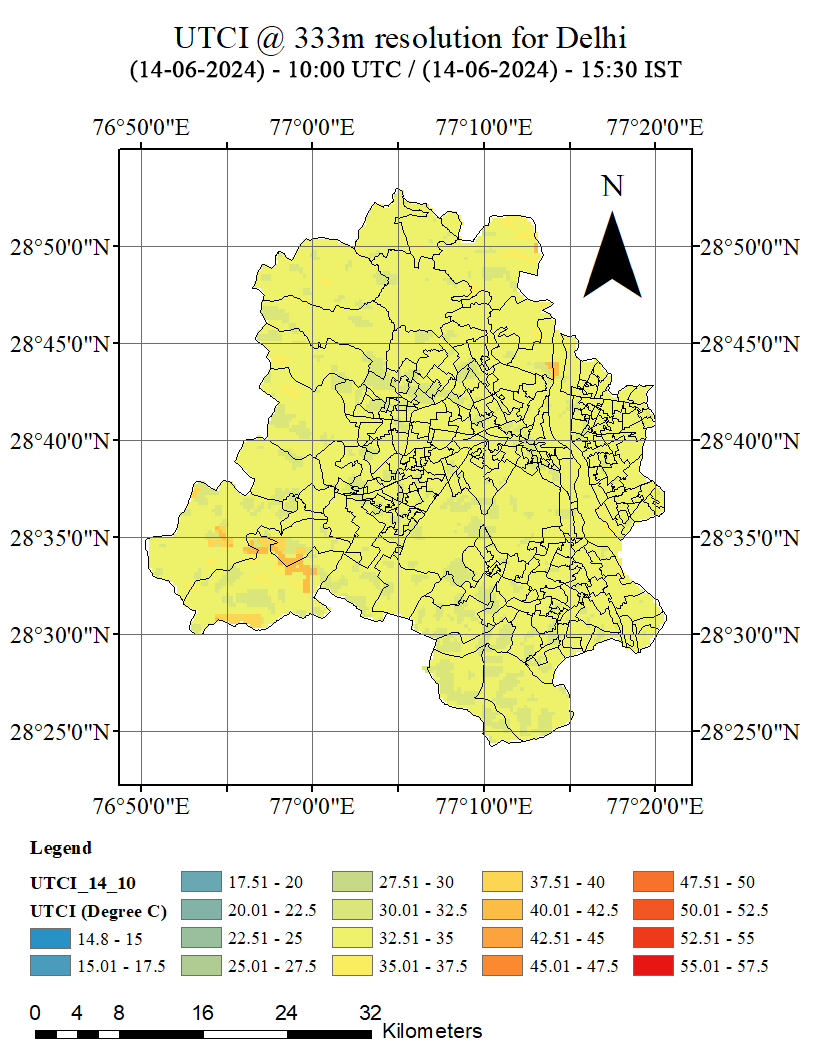 UTCI @ 333m resolution for Delhi
(14-06-2024) - 10:00 UTC / (14-06-2024) - 15:30 IST
76°50'0"E 77°0'0"E 77°10'0"E 77°20'0"E
N
28°50'0"N 28°50'0"N
28°45'0"N 28°45'0"N
28°40'0"N 28°40'0"N
28°35'0"N 28°35'0"N
28°30'0"N 28°30'0"N
28°25'0"N 28°25'0"N
76°50'0"E 77°0'0"E 77°10'0"E 77°20'0"E
Legend
UTCI_14_10
UTCI (Degree C)
14.8 - 15
15.01 - 17.5
17.51 - 20
20.01 - 22.5
22.51 - 25
25.01 - 27.5
27.51 - 30
30.01 - 32.5
32.51 - 35
35.01 - 37.5
37.51 - 40
40.01 - 42.5
42.51 - 45
45.01 - 47.5
47.51 - 50
50.01 - 52.5
52.51 - 55
55.01 - 57.5
0 4 8 16 24 32
Kilometers